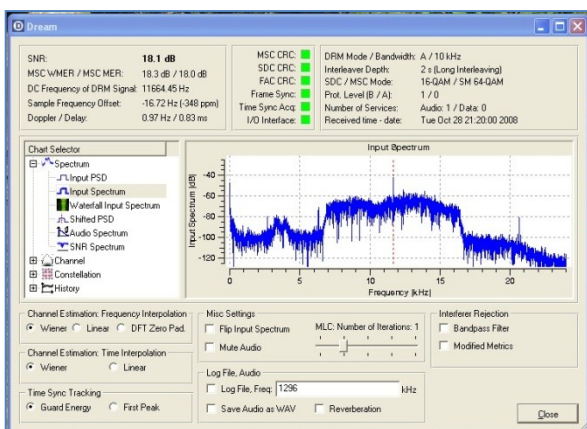 Dream
SNR: 18.1 dB
MSC WMER / MSC MER: 18.3 dB / 18.0 dB
DC Frequency of DRM Signal: 11664.45 Hz
Sample Frequency Offset: -16.72 Hz (-348 ppm)
Doppler / Delay: 0.97 Hz / 0.83 ms
MSC CRC:
SDC CRC:
FAC CRC:
Frame Sync:
Time Sync Acq:
I/O Interface:
DRM Mode / Bandwidth: A / 10 kHz
Interleaver Depth: 2 s (Long Interleaving)
SDC / MSC Mode: 16-QAM / SM 64-QAM
Prot. Level (B / A): 1 / 0
Number of Services: Audio: 1 / Data: 0
Received time - date: Tue Oct 28 21:20:00 2008
Chart Selector
Spectrum
Input PSD
Input Spectrum
Waterfall Input Spectrum
Shifted PSD
Audio Spectrum
SNR Spectrum
Channel
Constellation
History
Input Spectrum
Input Spectrum [dB]
-40
-60
-80
-100
-120
0 5 10 15 20
Frequency [kHz]
Channel Estimation: Frequency Interpolation
Wiener Linear DFT Zero Pad.
Channel Estimation: Time Interpolation
Wiener Linear
Time Sync Tracking
Guard Energy First Peak
Misc Settings
Flip Input Spectrum
Mute Audio
MLC: Number of Iterations: 1
Log File, Audio
Log File, Freq: 1296 kHz
Save Audio as WAV Reverberation
Interferer Rejection
Bandpass Filter
Modified Metrics
Close